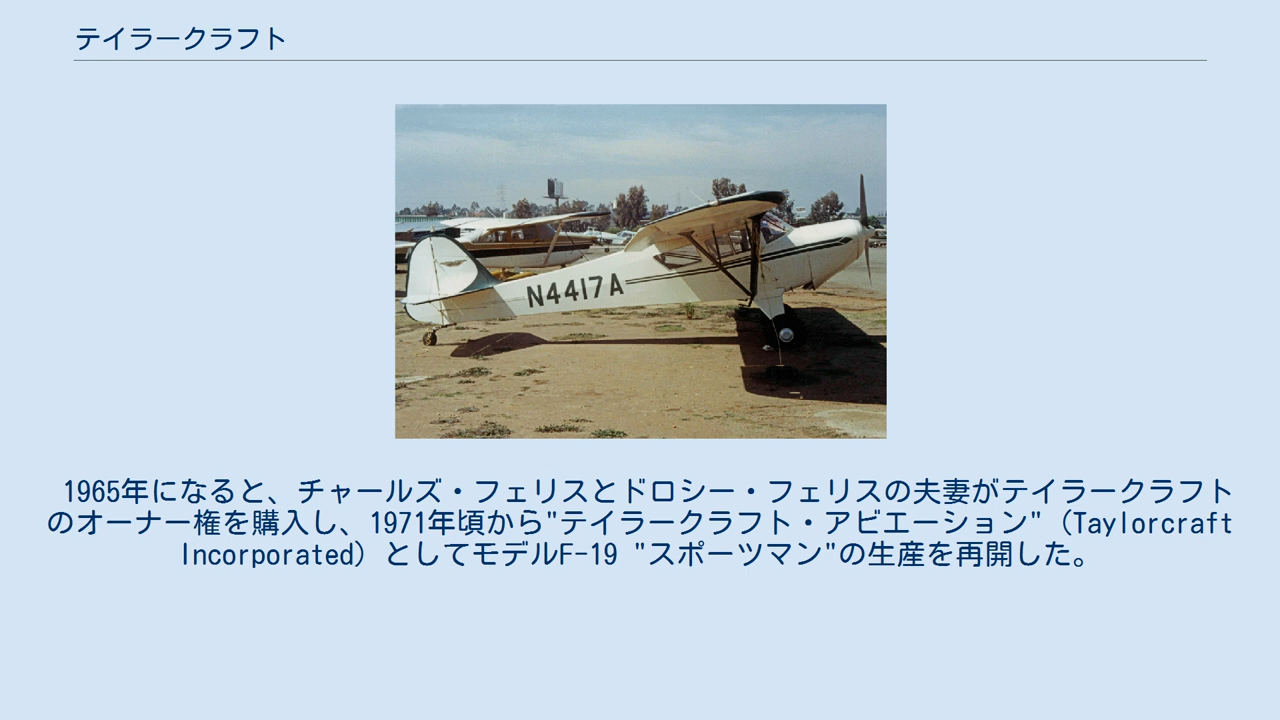 テイラークラフト
N4417A
1965年になると、チャールズ・フェリスとドロシー・フェリスの夫妻がテイラークラフト
のオーナー権を購入し、1971年頃から"テイラークラフト・アビエーション"（Taylorcraft
Incorporated）としてモデルF-19 "スポーツマン"の生産を再開した。